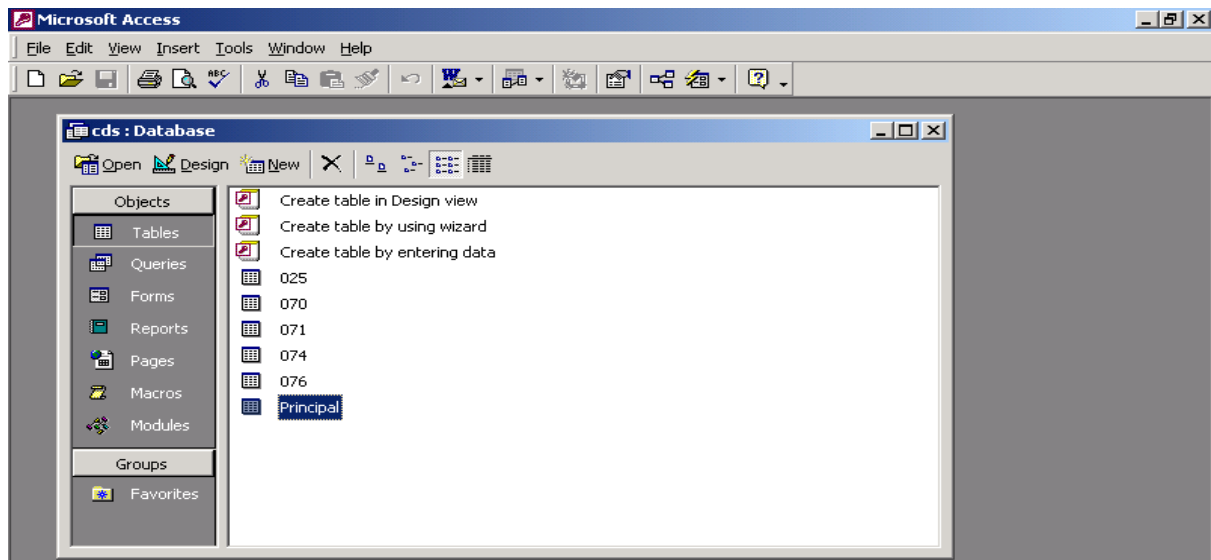 Microsoft Access
File Edit View Insert Tools Window Help
ABC
W
cds : Database
Open Design New
Objects
Tables
Queries
Forms
Reports
Pages
Macros
Modules
Groups
Favorites
Create table in Design view
Create table by using wizard
Create table by entering data
025
070
071
074
076
Principal